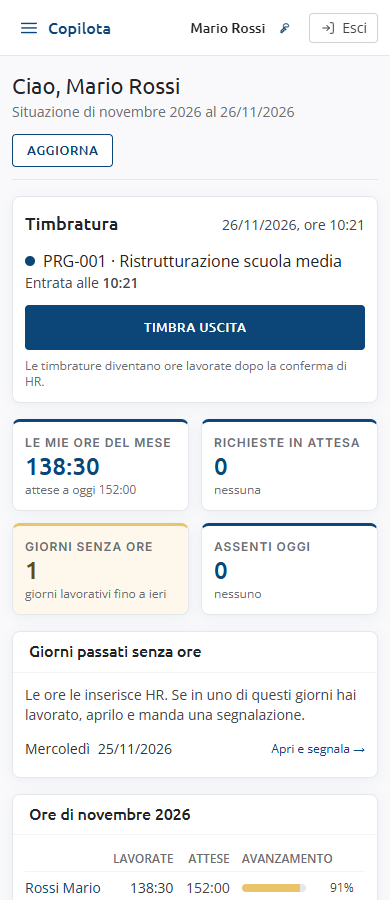 Copilota
Mario Rossi
Esci
Ciao, Mario Rossi
Situazione di novembre 2026 al 26/11/2026
AGGIORNA
Timbratura
26/11/2026, ore 10:21
PRG-001 · Ristrutturazione scuola media
Entrata alle 10:21
TIMBRA USCITA
Le timbrature diventano ore lavorate dopo la conferma di
HR.
LE MIE ORE DEL MESE
138:30
attese a oggi 152:00
RICHIESTE IN ATTESA
0
nessuna
GIORNI SENZA ORE
1
giorni lavorativi fino a ieri
ASSENTI OGGI
0
nessuno
Giorni passati senza ore
Le ore le inserisce HR. Se in uno di questi giorni hai
lavorato, aprilo e manda una segnalazione.
Mercoledì 25/11/2026
Apri e segnala →
Ore di novembre 2026
LAVORATE ATTESE AVANZAMENTO
Rossi Mario 138:30 152:00 91%